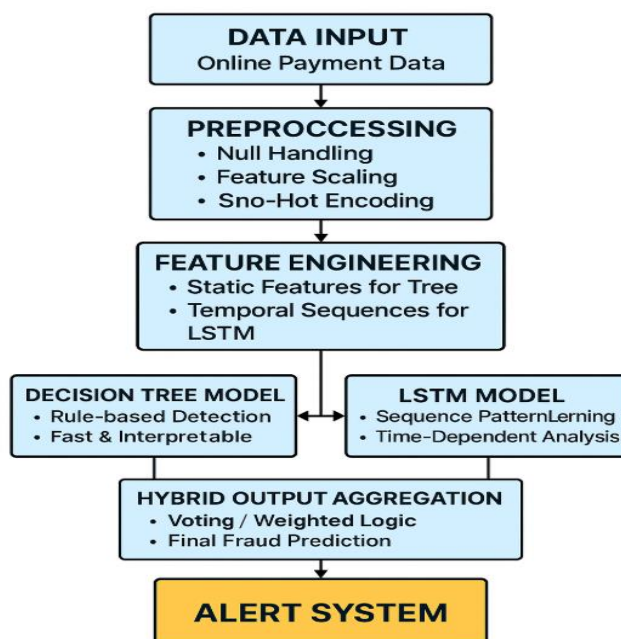 DATA INPUT
Online Payment Data
PREPROCCESSING
• Null Handling
• Feature Scaling
• Sno-Hot Encoding
FEATURE ENGINEERING
• Static Features for Tree
• Temporal Sequences for
LSTM
DECISION TREE MODEL
• Rule-based Detection
• Fast & Interpretable
LSTM MODEL
• Sequence PatternLerning
• Time-Dependent Analysis
HYBRID OUTPUT AGGREGATION
• Voting / Weighted Logic
• Final Fraud Prediction
ALERT SYSTEM